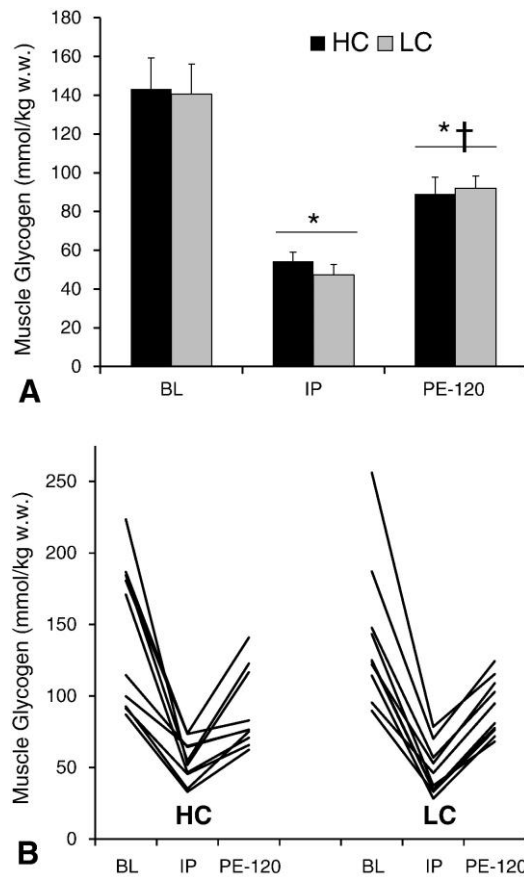 Muscle Glycogen (mmol/kg w.w.)
180
160
140
120
100
80
60
40
20
0
HC LC
*
*†
BL IP PE-120
A
Muscle Glycogen (mmol/kg w.w.)
250
200
150
100
50
0
HC LC
BL IP PE-120 BL IP PE-120
B